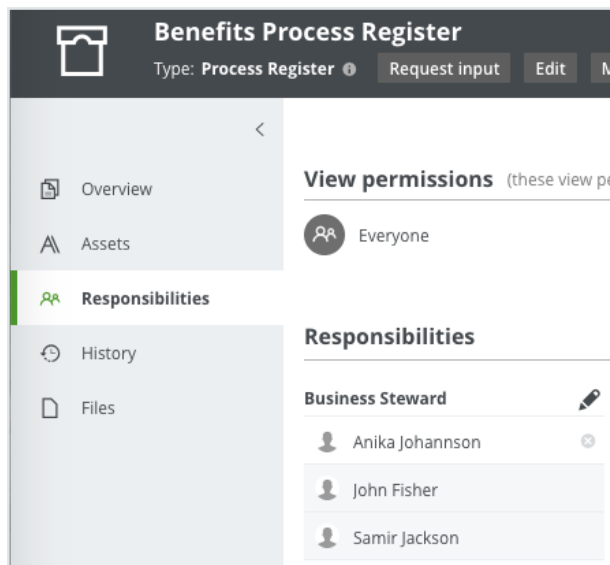 Benefits Process Register
Type: Process Register Request input Edit
Overview
Assets
Responsibilities
History
Files
View permissions (these view
Everyone
Responsibilities
Business Steward
Anika Johannson
John Fisher
Samir Jackson